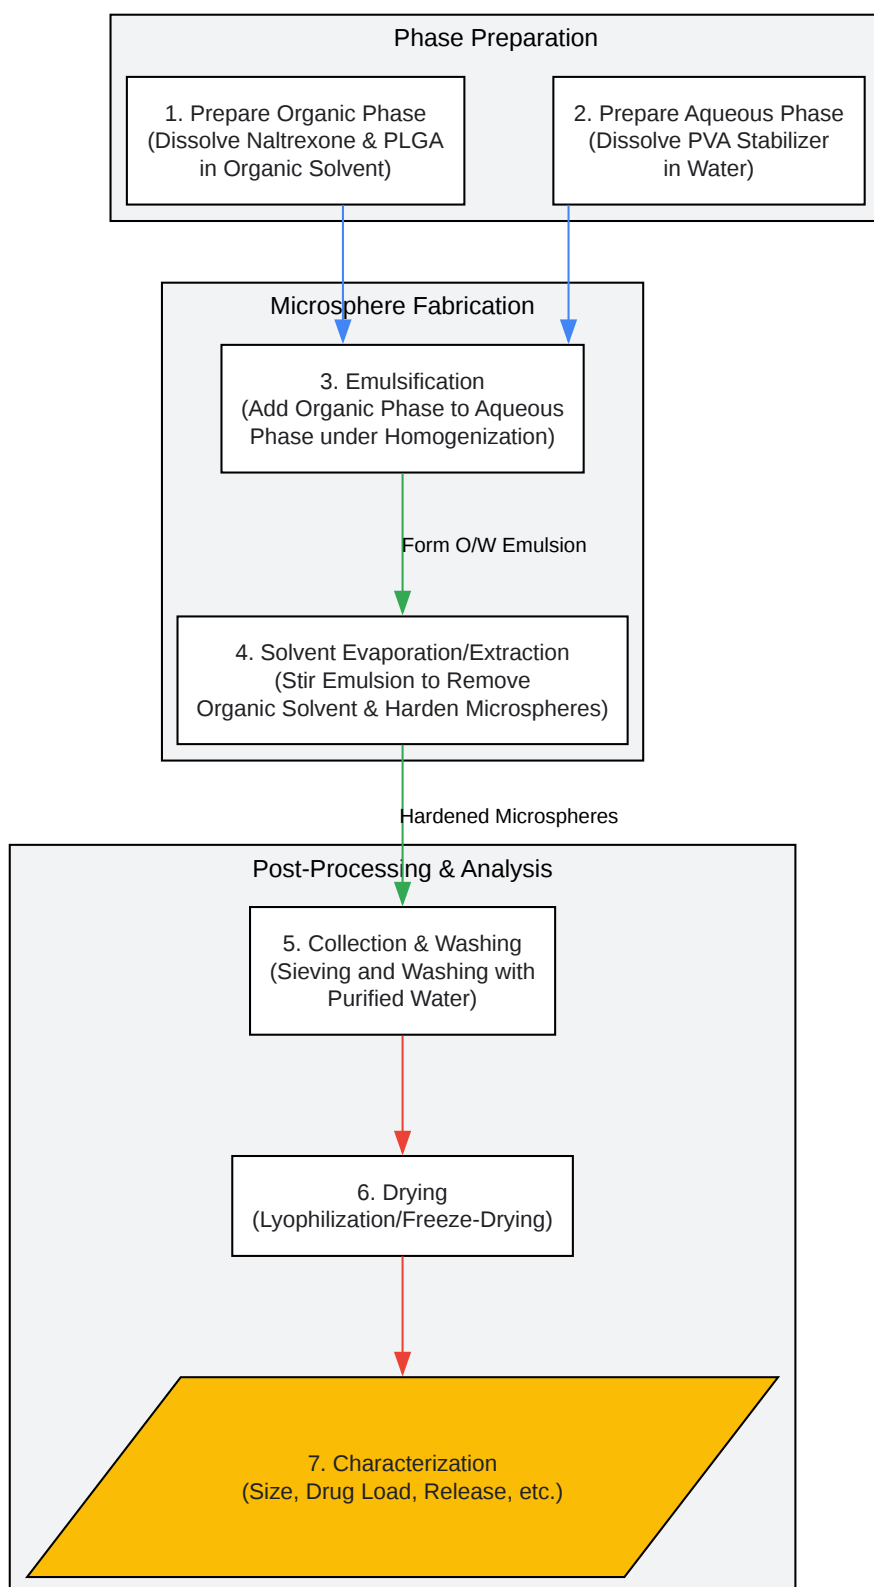 Phase Preparation
1. Prepare Organic Phase
(Dissolve Naltrexone & PLGA
in Organic Solvent)
2. Prepare Aqueous Phase
(Dissolve PVA Stabilizer
in Water)
Microsphere Fabrication
3. Emulsification
(Add Organic Phase to Aqueous
Phase under Homogenization)
Form O/W Emulsion
4. Solvent Evaporation/Extraction
(Stir Emulsion to Remove
Organic Solvent & Harden Microspheres)
Hardened Microspheres
Post-Processing & Analysis
5. Collection & Washing
(Sieving and Washing with
Purified Water)
6. Drying
(Lyophilization/Freeze-Drying)
7. Characterization
(Size, Drug Load, Release, etc.)